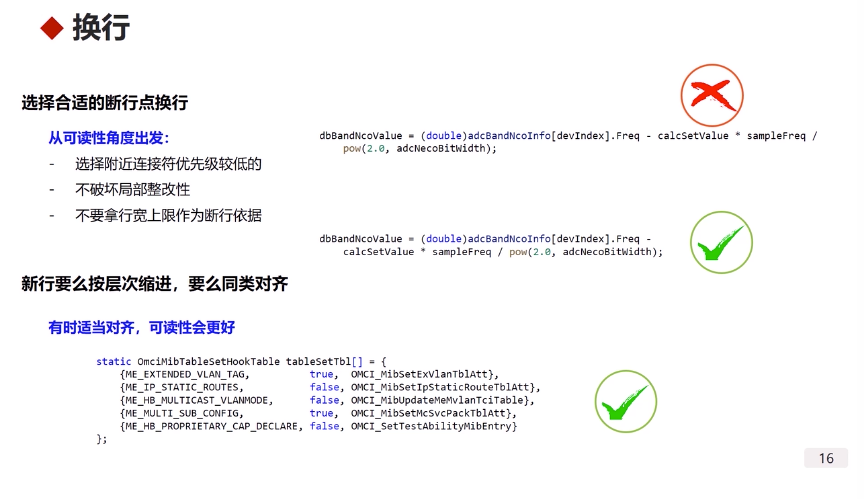 换行
选择合适的断行点换行
从可读性角度出发：
- 选择附近连接符优先级较低的
- 不破坏局部整改性
- 不要拿行宽上限作为断行依据
dbBandNcoValue = (double)adcBandNcoInfo[devIndex].Freq - calcSetValue * sampleFreq /
pow(2.0, adcNecoBitWidth);
dbBandNcoValue = (double)adcBandNcoInfo[devIndex].Freq -
calcSetValue * sampleFreq / pow(2.0, adcNecoBitWidth);
新行要么按层次缩进，要么同类对齐
有时适当对齐，可读性会更好
static OmciMibTableSetHookTable tableSetTbl[] = {
{ME_EXTENDED_VLAN_TAG, true, OMCI_MibSetExVlanTblAtt},
{ME_IP_STATIC_ROUTES, false, OMCI_MibSetIpStaticRouteTblAtt},
{ME_HB_MULTICAST_VLANMODE, false, OMCI_MibUpdateMeMvlanTciTable},
{ME_MULTI_SUB_CONFIG, true, OMCI_MibSetMcSvcPackTblAtt},
{ME_HB_PROPRIETARY_CAP_DECLARE, false, OMCI_SetTestAbilityMibEntry}
};
16